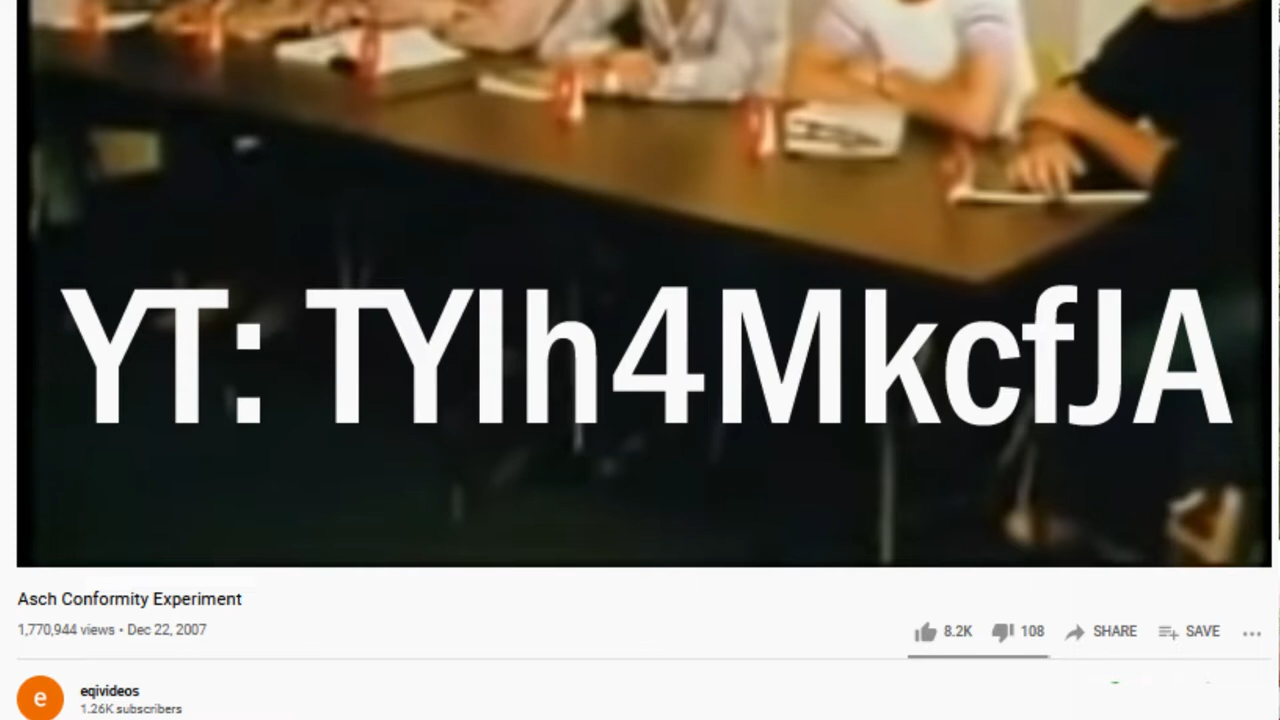 YT: TYIh4MkcfJA
Asch Conformity Experiment
1,770,944 views • Dec 22, 2007
8.2K 108 SHARE SAVE
e
eqivideos
1.26K subscribers